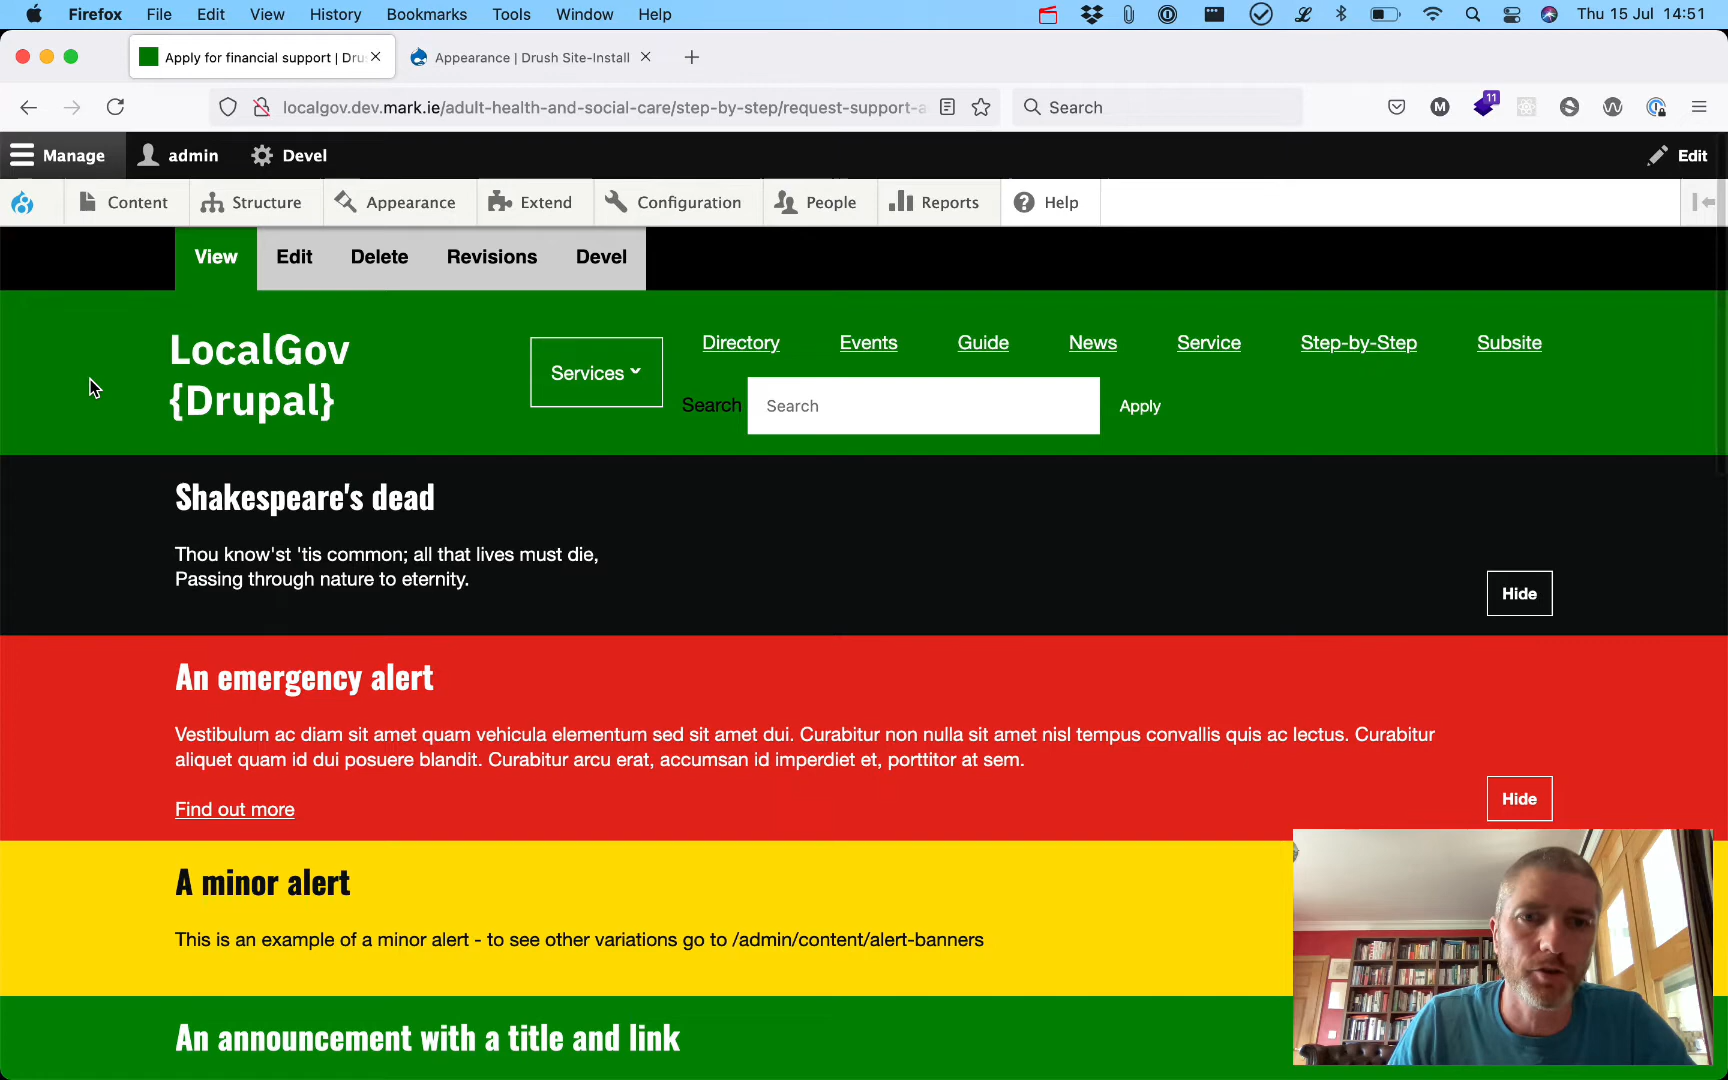 Firefox File Edit View History Bookmarks Tools Window Help Thu 15 Jul 14:51
Apply for financial support | Dru Appearance | Drush Site-Install
localgov.dev.mark.ie/adult-health-and-social-care/step-by-step/request-support-a Search 11
Manage admin Devel Edit
Content Structure Appearance Extend Configuration People Reports Help
View Edit Delete Revisions Devel
LocalGov
{Drupal}
Services
Directory Events Guide News Service Step-by-Step Subsite
Search Search Apply
Shakespeare's dead
Thou know'st 'tis common; all that lives must die,
Passing through nature to eternity.
Hide
An emergency alert
Vestibulum ac diam sit amet quam vehicula elementum sed sit amet dui. Curabitur non nulla sit amet nisl tempus convallis quis ac lectus. Curabitur
aliquet quam id dui posuere blandit. Curabitur arcu erat, accumsan id imperdiet et, porttitor at sem.
Find out more
Hide
A minor alert
This is an example of a minor alert - to see other variations go to /admin/content/alert-banners
An announcement with a title and link